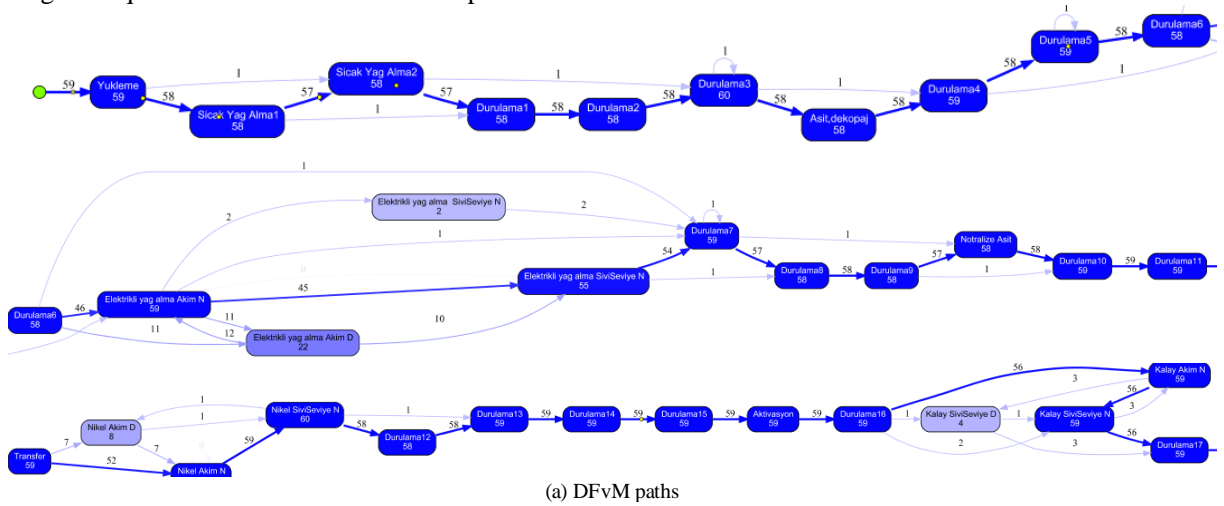 59
Yukleme
59
1
58
Sicak Yag Alma1
58
57
Sicak Yag Alma2
58
1
57
1
Durulama1
58
58
Durulama2
58
58
1
Durulama3
60
1
58
Asit,dekopaj
58
58
Durulama4
59
58
1
1
Durulama5
59
58
Durulama6
58
1
Durulama6
58
46
11
Elektrikli yag alma Akim N
59
2
Elektrikli yag alma SiviSeviye N
2
2
1
0
45
11
12
Elektrikli yag alma Akim D
22
10
Elektrikli yag alma SiviSeviye N
55
54
1
1
Durulama7
59
1
57
Durulama8
58
58
Durulama9
58
57
1
Notralize Asit
58
58
Durulama10
59
59
Durulama11
59
Transfer
59
7
52
Nikel Akim D
8
1
1
7
0
Nikel Akim N
59
Nikel SiviSeviye N
60
1
58
Durulama12
58
58
Durulama13
59
59
Durulama14
59
59
Durulama15
59
59
Aktivasyon
59
59
Durulama16
59
56
1
2
Kalay SiviSeviye D
4
3
1
3
Kalay SiviSeviye N
59
56
3
Kalay Akim N
59
56
Durulama17
59
(a) DFvM paths